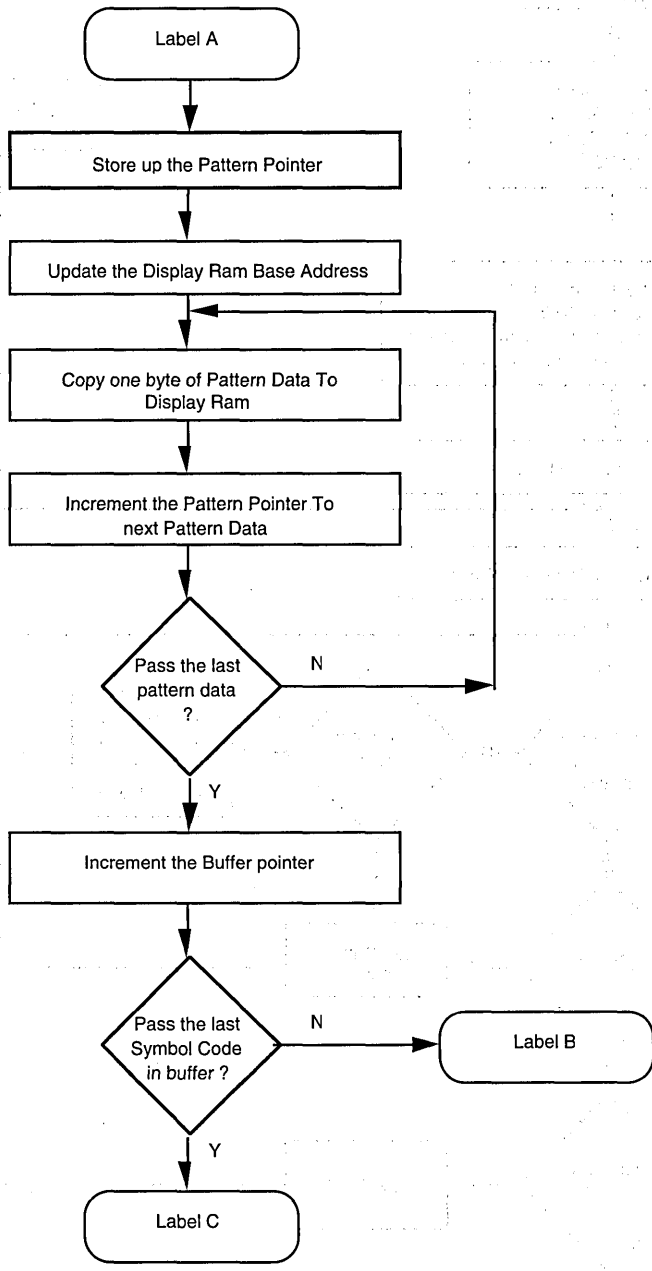 Label A
Store up the Pattern Pointer
Update the Display Ram Base Address
Copy one byte of Pattern Data To
Display Ram
Increment the Pattern Pointer To
next Pattern Data
Pass the last
pattern data
?
N
Y
Increment the Buffer pointer
Pass the last
Symbol Code
in buffer ?
N
Label B
Y
Label C